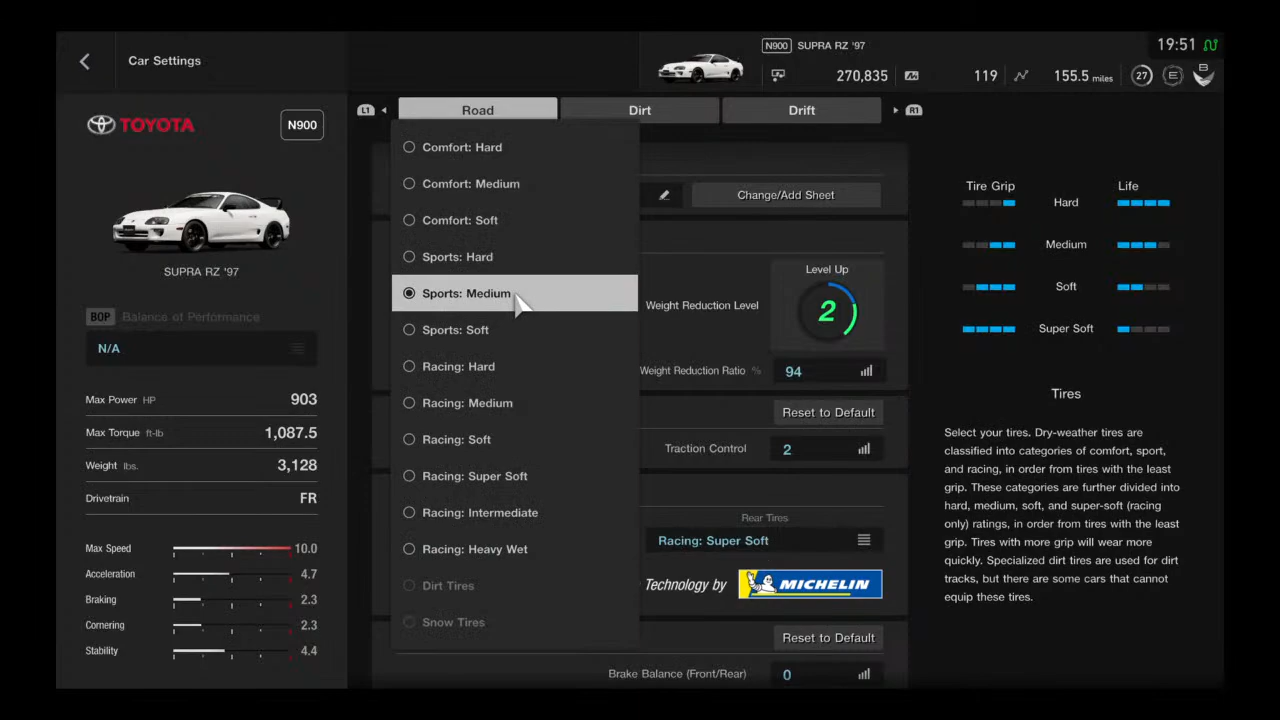 Car Settings
N900 SUPRA RZ '97
19:51
270,835
119
155.5 miles
27
E
B
TOYOTA
N900
SUPRA RZ '97
BOP Balance of Performance
N/A
Max Power HP 903
Max Torque ft-lb 1,087.5
Weight lbs. 3,128
Drivetrain FR
Max Speed 10.0
Acceleration 4.7
Braking 2.3
Cornering 2.3
Stability 4.4
L1 Road Dirt Drift R1
Comfort: Hard
Comfort: Medium
Comfort: Soft
Sports: Hard
Sports: Medium
Sports: Soft
Racing: Hard
Racing: Medium
Racing: Soft
Racing: Super Soft
Racing: Intermediate
Racing: Heavy Wet
Dirt Tires
Snow Tires
Change/Add Sheet
Level Up
Weight Reduction Level 2
Weight Reduction Ratio % 94
Reset to Default
Traction Control 2
Rear Tires
Racing: Super Soft
Technology by MICHELIN
Reset to Default
Brake Balance (Front/Rear) 0
Tire Grip Life
Hard
Medium
Soft
Super Soft
Tires
Select your tires. Dry-weather tires are
classified into categories of comfort, sport,
and racing, in order from tires with the least
grip. These categories are further divided into
hard, medium, soft, and super-soft (racing
only) ratings, in order from tires with the least
grip. Tires with more grip will wear more
quickly. Specialized dirt tires are used for dirt
tracks, but there are some cars that cannot
equip these tires.